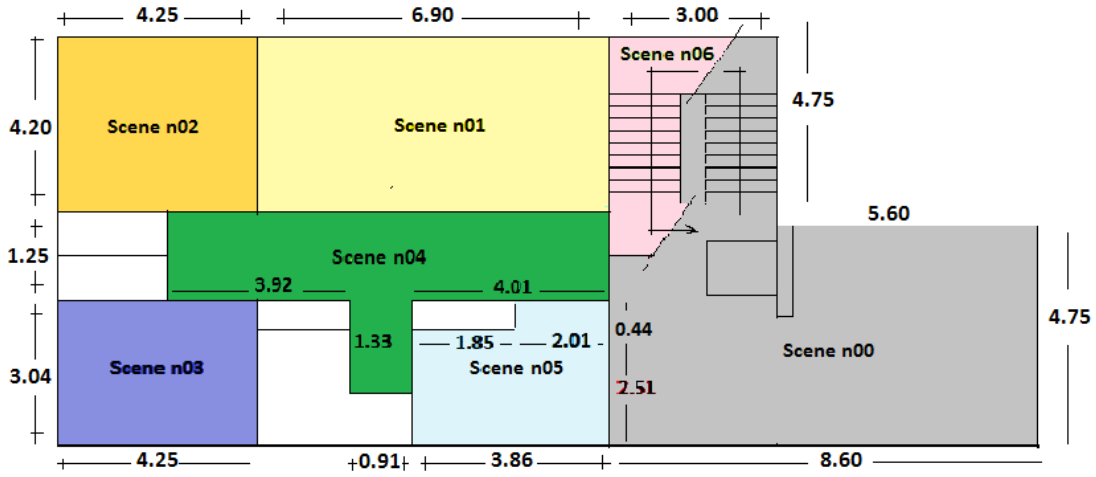 4.25 6.90 3.00
Scene n06
4.20 Scene n02 Scene n01 4.75
5.60
1.25 Scene n04
3.92 4.01
4.75
0.44
1.33 1.85 2.01
Scene n00
3.04 Scene n03 Scene n05
2.51
4.25 0.91 3.86 8.60